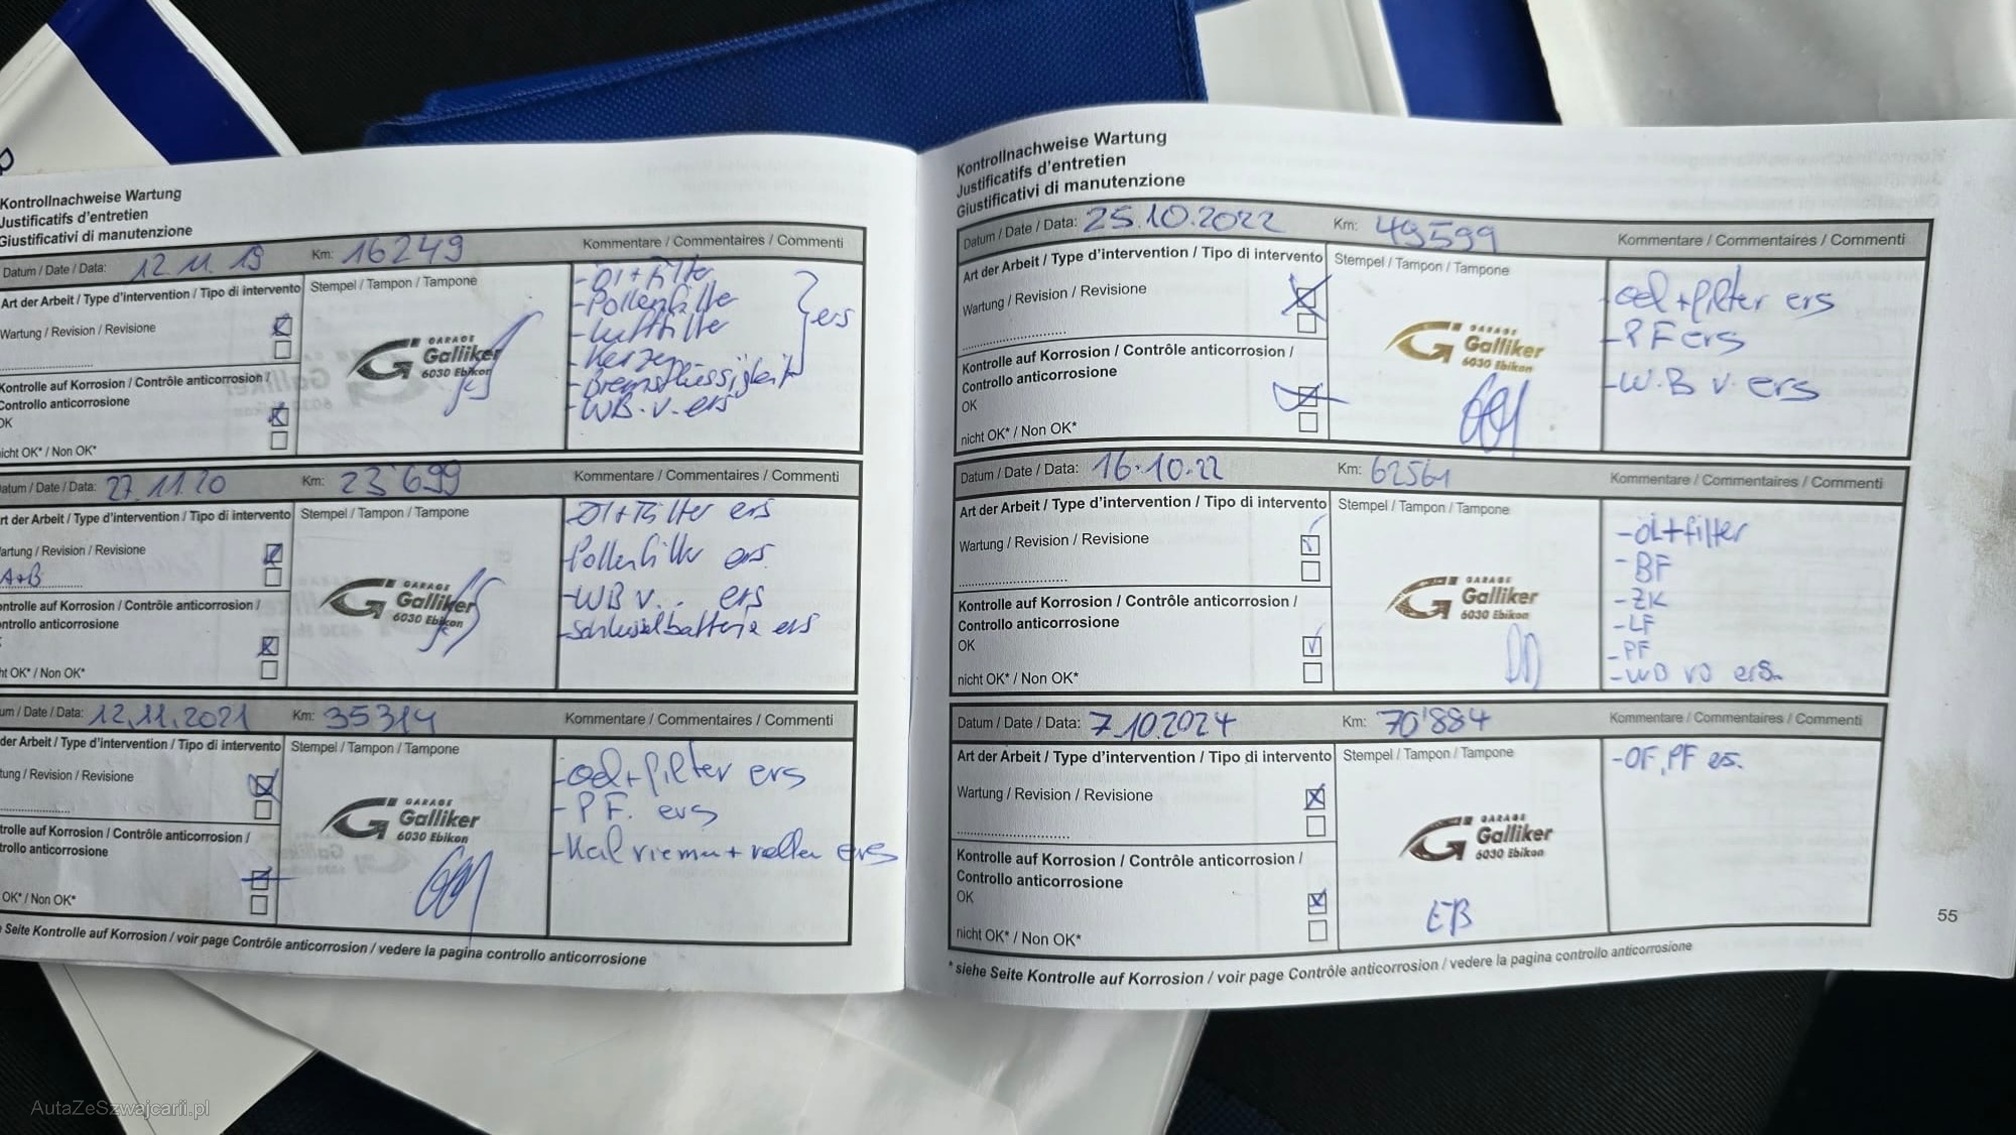 Kontrollnachweise Wartung
Justificatifs d'entretien
Giustificativi di manutenzione
Datum / Date / Data: 12 11 19 Km: 16249 Kommentare / Commentaires / Commenti
Art der Arbeit / Type d'intervention / Tipo di intervento Stempel / Tampon / Tampone
Wartung / Revision / Revisione
Kontrolle auf Korrosion / Contrôle anticorrosion /
Controllo anticorrosione
OK
nicht OK* / Non OK*
GARAGE
Galliker
6030 Ebikon
- Öl + Filter
- Pollenfilter
- Luftfilter
- Kerzen
- Bremsflüssigkeit
} ers
- WB. v. ers
Datum / Date / Data: 27 11 20 Km: 23'699 Kommentare / Commentaires / Commenti
rt der Arbeit / Type d'intervention / Tipo di intervento Stempel / Tampon / Tampone
artung / Revision / Revisione
A+B
ontrolle auf Korrosion / Contrôle anticorrosion /
ontrollo anticorrosione
ht OK* / Non OK*
GARAGE
Galliker
6030 Ebikon
- Öl + Filter ers
- Pollenfilter ers.
- WB v. ers
- Schlüsselbatterie ers
um / Date / Data: 12.11.2021 Km: 35314 Kommentare / Commentaires / Commenti
der Arbeit / Type d'intervention / Tipo di intervento Stempel / Tampon / Tampone
tung / Revision / Revisione
trolle auf Korrosion / Contrôle anticorrosion /
trollo anticorrosione
OK* / Non OK*
GARAGE
Galliker
6030 Ebikon
- oel + filter ers
- PF. ers
- Keilriemen + rollen ers
Seite Kontrolle auf Korrosion / voir page Contrôle anticorrosion / vedere la pagina controllo anticorrosione
Kontrollnachweise Wartung
Justificatifs d'entretien
Giustificativi di manutenzione
Datum / Date / Data: 25.10.2022 Km: 49599 Kommentare / Commentaires / Commenti
Art der Arbeit / Type d'intervention / Tipo di intervento Stempel / Tampon / Tampone
Wartung / Revision / Revisione
Kontrolle auf Korrosion / Contrôle anticorrosion /
Controllo anticorrosione
OK
nicht OK* / Non OK*
GARAGE
Galliker
6030 Ebikon
- oel + filter ers
- PF ers
- W.B v. ers
Datum / Date / Data: 16.10.22 Km: 62561 Kommentare / Commentaires / Commenti
Art der Arbeit / Type d'intervention / Tipo di intervento Stempel / Tampon / Tampone
Wartung / Revision / Revisione
Kontrolle auf Korrosion / Contrôle anticorrosion /
Controllo anticorrosione
OK
nicht OK* / Non OK*
GARAGE
Galliker
6030 Ebikon
- ÖL + filter
- BF
- ZK
- LF
- PF
- WB vo ers.
Datum / Date / Data: 7.10.2024 Km: 70'884 Kommentare / Commentaires / Commenti
Art der Arbeit / Type d'intervention / Tipo di intervento Stempel / Tampon / Tampone
Wartung / Revision / Revisione
Kontrolle auf Korrosion / Contrôle anticorrosion /
Controllo anticorrosione
OK
nicht OK* / Non OK*
GARAGE
Galliker
6030 Ebikon
EB
- OF, PF es.
* siehe Seite Kontrolle auf Korrosion / voir page Contrôle anticorrosion / vedere la pagina controllo anticorrosione
55
AutaZeSzwajcarii.pl